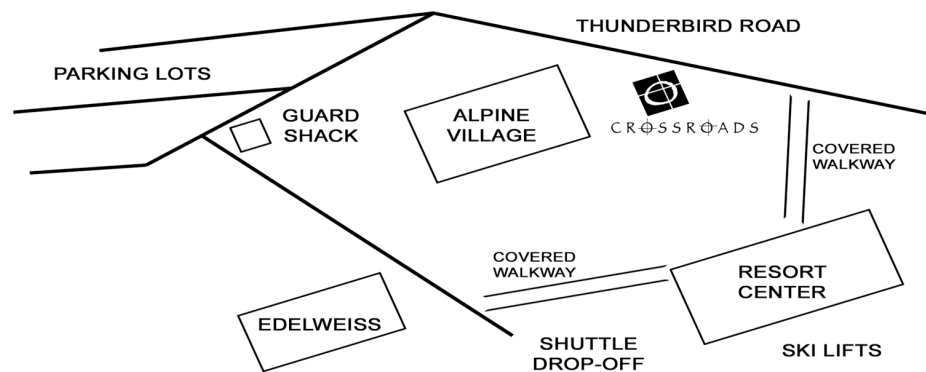 THUNDERBIRD ROAD
PARKING LOTS
GUARD
SHACK
ALPINE
VILLAGE
CROSSROADS
COVERED
WALKWAY
COVERED
WALKWAY
RESORT
CENTER
EDELWEISS
SHUTTLE
DROP-OFF
SKI LIFTS